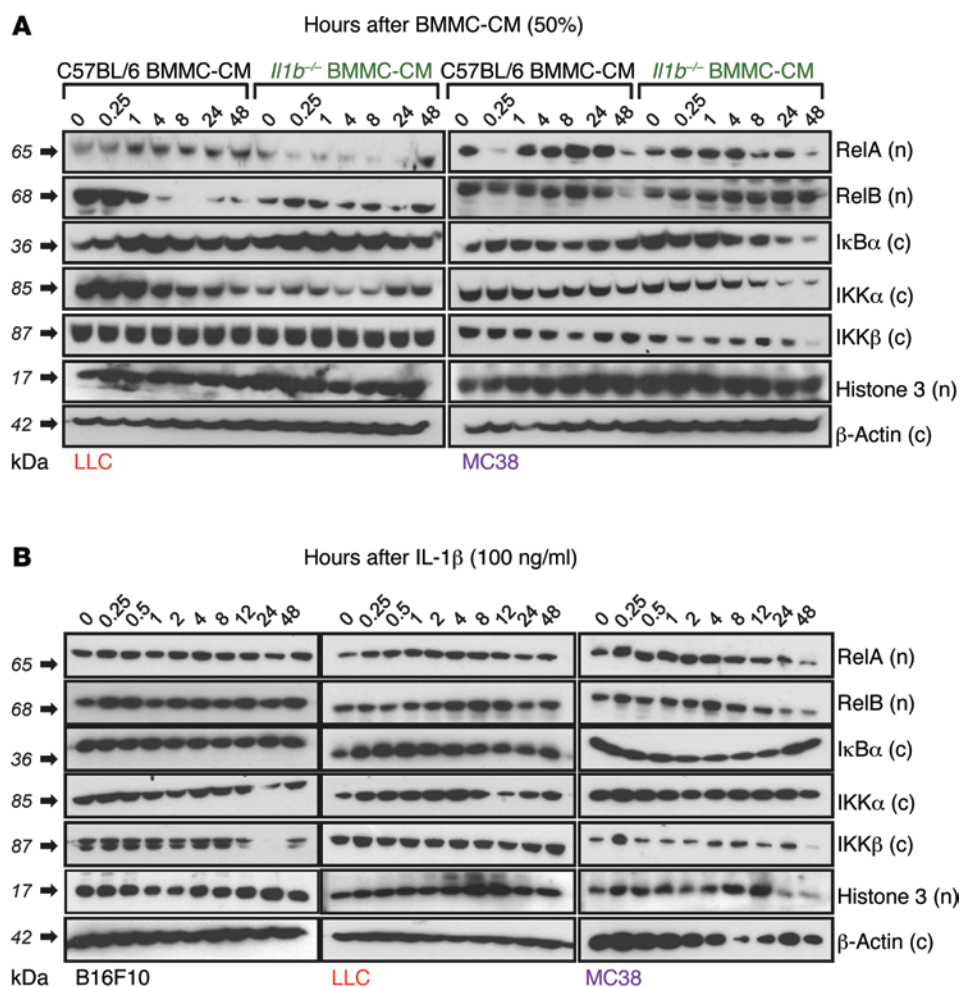 A
Hours after BMMC-CM (50%)
C57BL/6 BMMC-CM Il1b–/– BMMC-CM C57BL/6 BMMC-CM Il1b–/– BMMC-CM
0 0.25 1 4 8 24 48 0 0.25 1 4 8 24 48 0 0.25 1 4 8 24 48 0 0.25 1 4 8 24 48
65 RelA (n)
68 RelB (n)
36 IκBα (c)
85 IKKα (c)
87 IKKβ (c)
17 Histone 3 (n)
42 β-Actin (c)
kDa LLC MC38
B
Hours after IL-1β (100 ng/ml)
0 0.25 0.5 1 2 4 8 12 24 48 0 0.25 0.5 1 2 4 8 12 24 48 0 0.25 0.5 1 2 4 8 12 24 48
65 RelA (n)
68 RelB (n)
36 IκBα (c)
85 IKKα (c)
87 IKKβ (c)
17 Histone 3 (n)
42 β-Actin (c)
kDa B16F10 LLC MC38